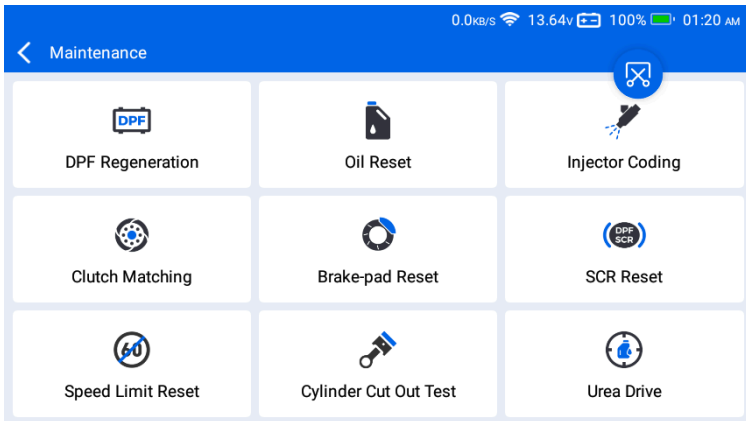 0.0KB/S 13.64V 100% 01:20 AM
Maintenance
DPF
DPF Regeneration
Oil Reset
Injector Coding
DPF
SCR
Clutch Matching
Brake-pad Reset
SCR Reset
60
Speed Limit Reset
Cylinder Cut Out Test
Urea Drive